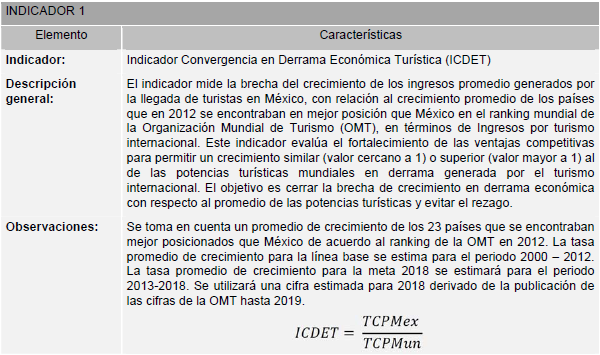 INDICADOR 1
Elemento Características
Indicador: Indicador Convergencia en Derrama Económica Turística (ICDET)
Descripción general: El indicador mide la brecha del crecimiento de los ingresos promedio generados por
la llegada de turistas en México, con relación al crecimiento promedio de los países
que en 2012 se encontraban en mejor posición que México en el ranking mundial de
la Organización Mundial de Turismo (OMT), en términos de Ingresos por turismo
internacional. Este indicador evalúa el fortalecimiento de las ventajas competitivas
para permitir un crecimiento similar (valor cercano a 1) o superior (valor mayor a 1) al
de las potencias turísticas mundiales en derrama generada por el turismo
internacional. El objetivo es cerrar la brecha de crecimiento en derrama económica
con respecto al promedio de las potencias turísticas y evitar el rezago.
Observaciones: Se toma en cuenta un promedio de crecimiento de los 23 países que se encontraban
mejor posicionados que México de acuerdo al ranking de la OMT en 2012. La tasa
promedio de crecimiento para la línea base se estima para el periodo 2000 – 2012.
La tasa promedio de crecimiento para la meta 2018 se estimará para el periodo
2013-2018. Se utilizará una cifra estimada para 2018 derivado de la publicación de
las cifras de la OMT hasta 2019.
ICDET = TCPMex / TCPMun